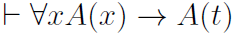 ⊢ ∀xA(x) → A(t)